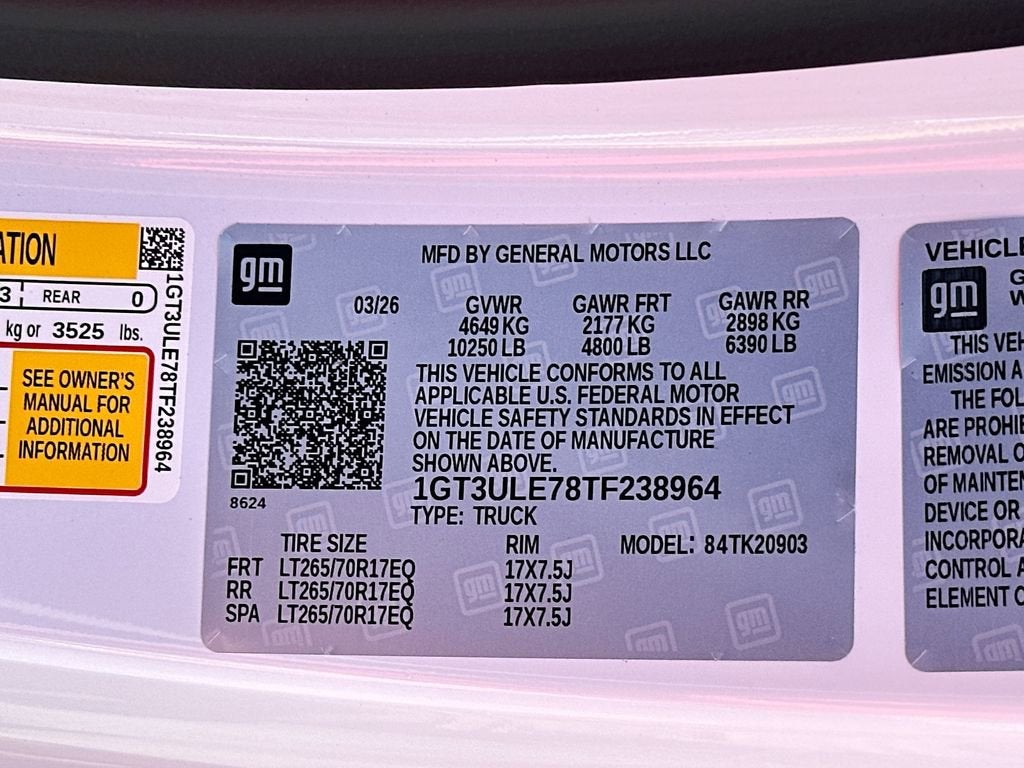 ATION
3 REAR 0
kg or 3525 lbs.
SEE OWNER'S
MANUAL FOR
ADDITIONAL
INFORMATION
1GT3ULE78TF238964
gm
MFD BY GENERAL MOTORS LLC
03/26 GVWR GAWR FRT GAWR RR
4649 KG 2177 KG 2898 KG
10250 LB 4800 LB 6390 LB
THIS VEHICLE CONFORMS TO ALL
APPLICABLE U.S. FEDERAL MOTOR
VEHICLE SAFETY STANDARDS IN EFFECT
ON THE DATE OF MANUFACTURE
SHOWN ABOVE.
8624
1GT3ULE78TF238964
TYPE: TRUCK
TIRE SIZE RIM MODEL: 84TK20903
FRT LT265/70R17EQ 17X7.5J
RR LT265/70R17EQ 17X7.5J
SPA LT265/70R17EQ 17X7.5J
VEHICLE
gm
G
W
THIS VEH
EMISSION A
THE FOL
ARE PROHIB
REMOVAL O
OF MAINTEN
DEVICE OR
INCORPORA
CONTROL A
ELEMENT O